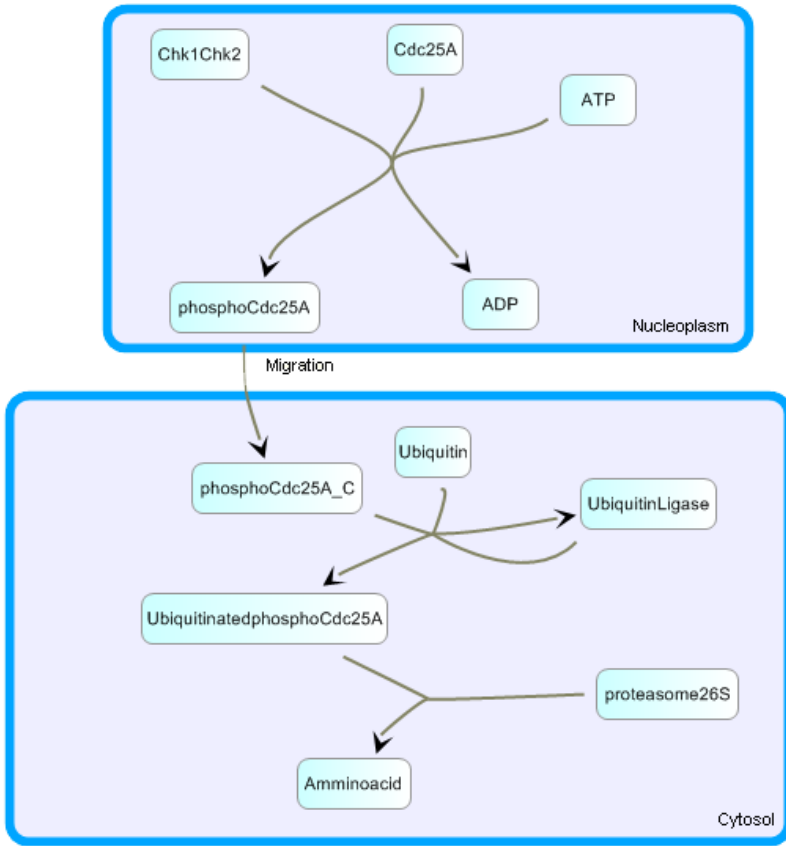 Chk1Chk2
Cdc25A
ATP
phosphoCdc25A
ADP
Nucleoplasm
Migration
Ubiquitin
phosphoCdc25A_C
UbiquitinLigase
UbiquitinatedphosphoCdc25A
proteasome26S
Amminoacid
Cytosol